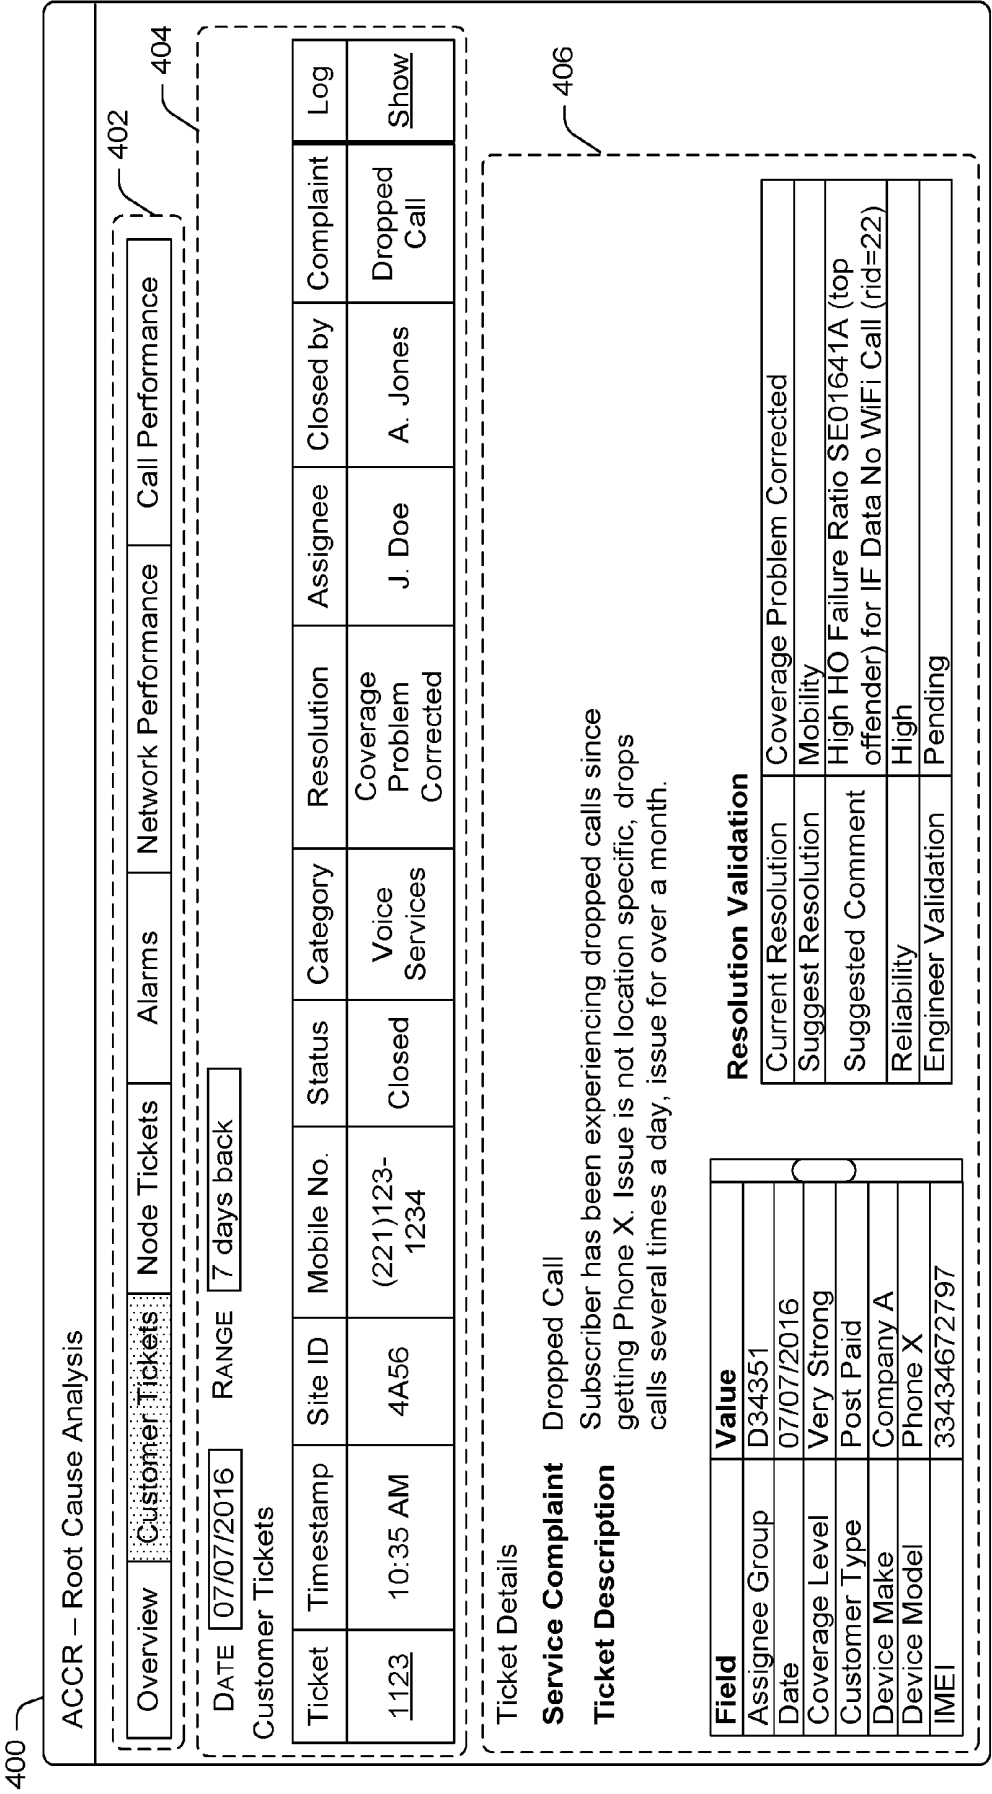 400
ACCR – Root Cause Analysis
402
Overview Customer Tickets Node Tickets Alarms Network Performance Call Performance
404
DATE 07/07/2016 RANGE 7 days back
Customer Tickets
Ticket Timestamp Site ID Mobile No. Status Category Resolution Assignee Closed by Complaint Log
1123 10:35 AM 4A56 (221)123-1234 Closed Voice Services Coverage Problem Corrected J. Doe A. Jones Dropped Call Show
406
Ticket Details
Service Complaint Dropped Call
Ticket Description Subscriber has been experiencing dropped calls since
getting Phone X. Issue is not location specific, drops
calls several times a day, issue for over a month.
Field Value
Assignee Group D34351
Date 07/07/2016
Coverage Level Very Strong
Customer Type Post Paid
Device Make Company A
Device Model Phone X
IMEI 33434672797
Resolution Validation
Current Resolution Coverage Problem Corrected
Suggest Resolution Mobility
Suggested Comment High HO Failure Ratio SE01641A (top
offender) for IF Data No WiFi Call (rid=22)
Reliability High
Engineer Validation Pending